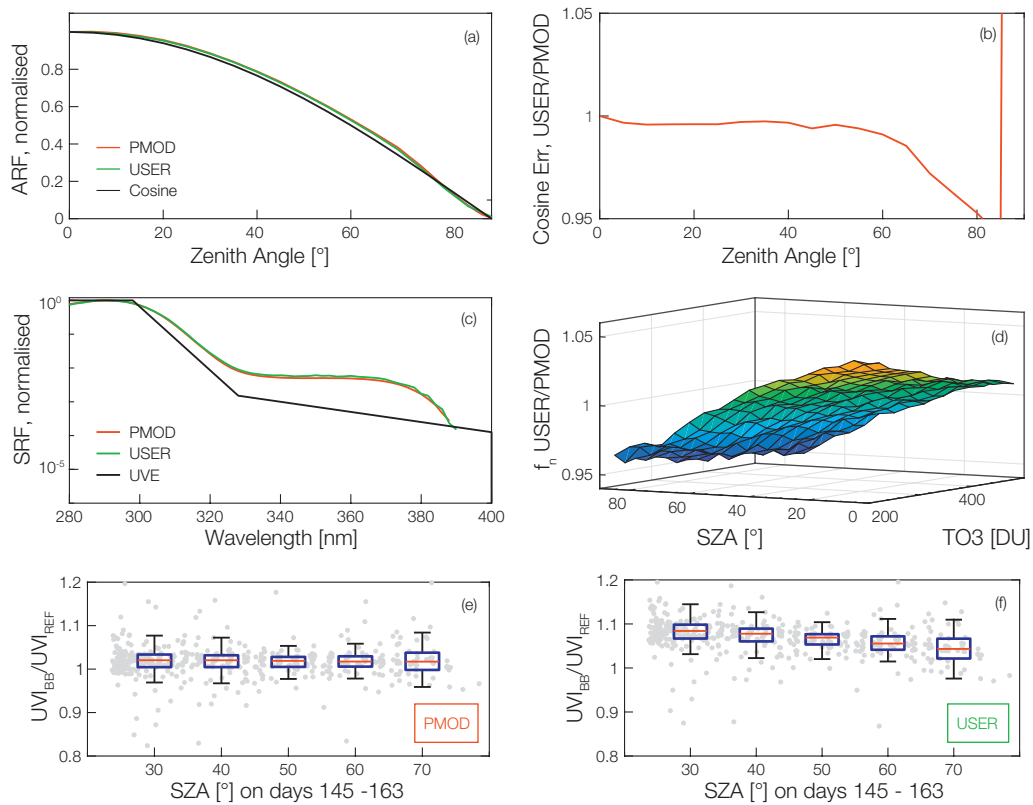 (a)
ARF, normalised
0.8
0.6
0.4
0.2
0
PMOD
USER
Cosine
0 20 40 60 80
Zenith Angle [°]
(b)
Cosine Err, USER/PMOD
1.05
1
0.95
0 20 40 60 80
Zenith Angle [°]
(c)
SRF, normalised
10^0
10^-5
PMOD
USER
UVE
280 300 320 340 360 380 400
Wavelength [nm]
(d)
f_n USER/PMOD
1.05
1
0.95
80 60 40 20 0
200 400
SZA [°]
TO3 [DU]
(e)
UVI_BB/UVI_REF
1.2
1.1
1
0.9
0.8
PMOD
30 40 50 60 70
SZA [°] on days 145 -163
(f)
UVI_BB/UVI_REF
1.2
1.1
1
0.9
0.8
USER
30 40 50 60 70
SZA [°] on days 145 - 163